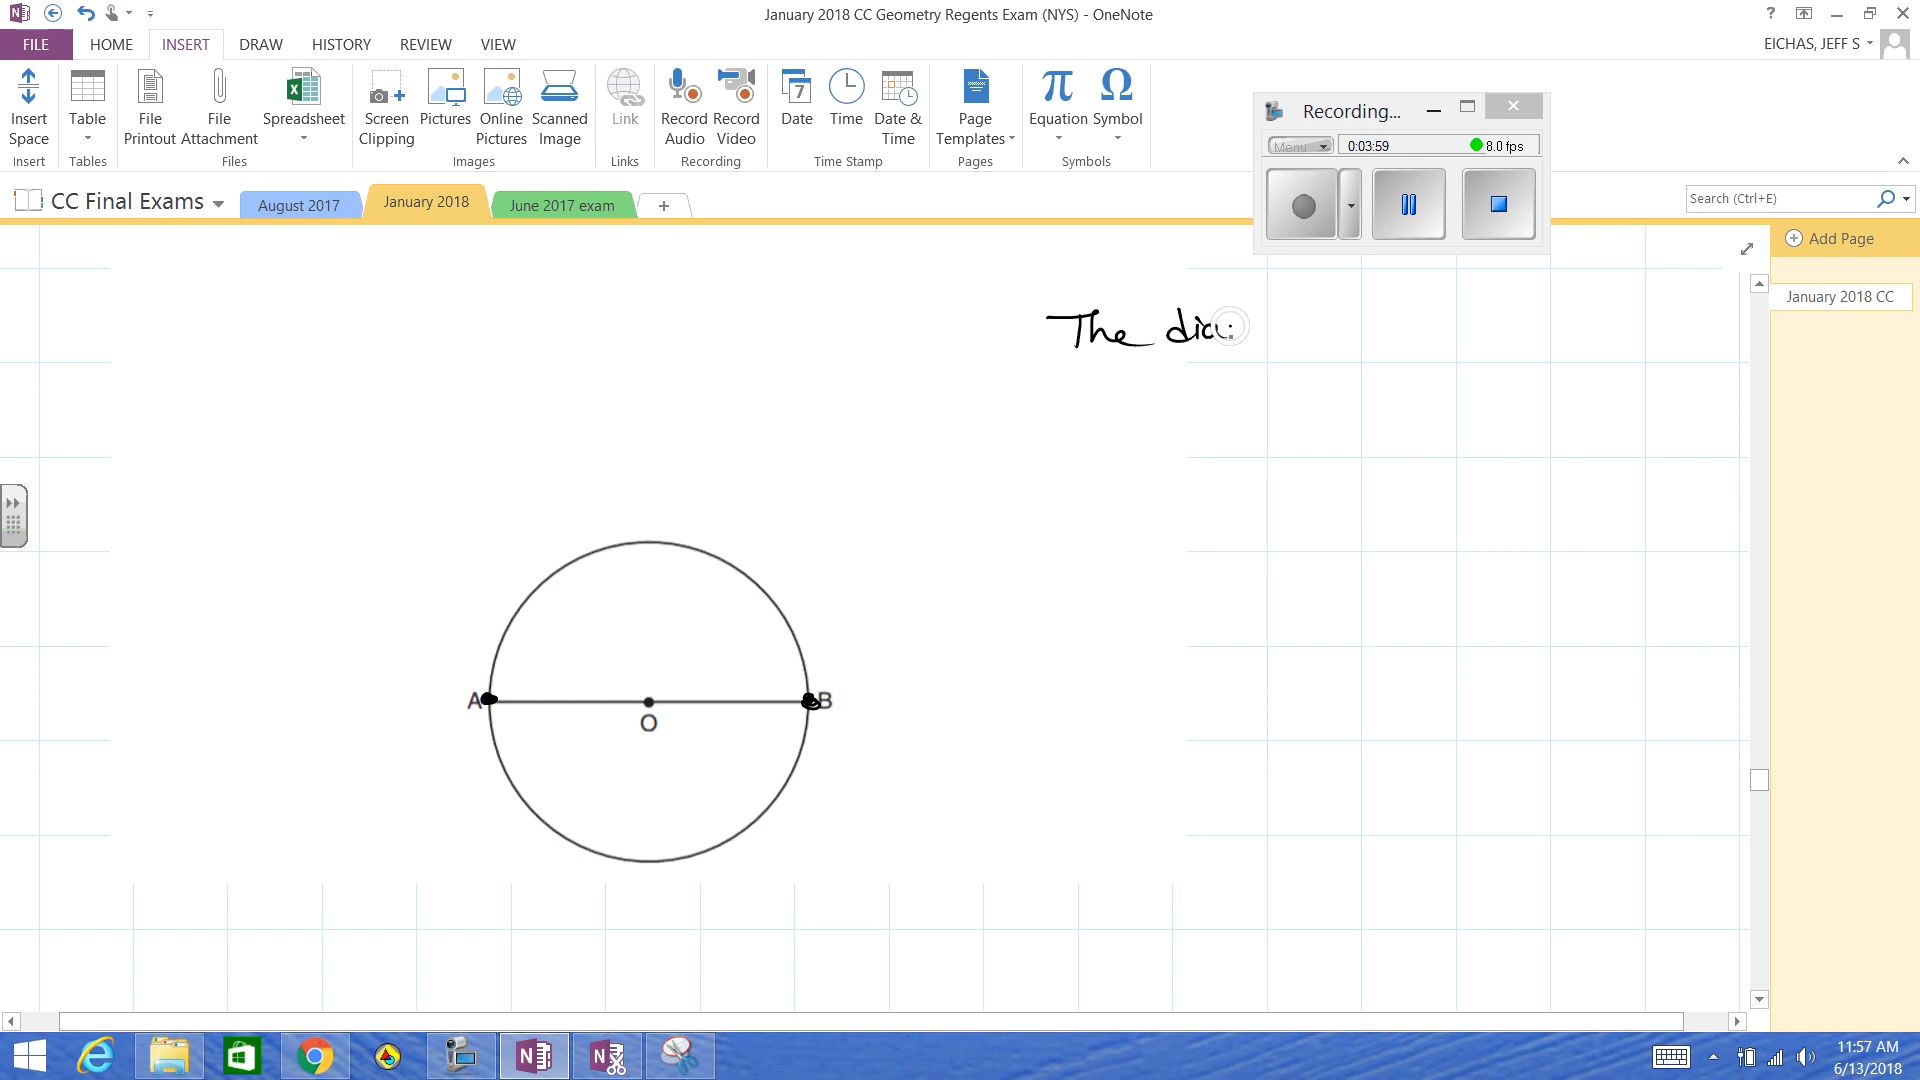 January 2018 CC Geometry Regents Exam (NYS) - OneNote
?
FILE HOME INSERT DRAW HISTORY REVIEW VIEW
EICHAS, JEFF S
Insert Space
Table
File Printout
File Attachment
Spreadsheet
Screen Clipping
Pictures
Online Pictures
Scanned Image
Link
Record Audio
Record Video
Date
Time
Date & Time
Page Templates
π Equation
Ω Symbol
Insert Tables Files Images Links Recording Time Stamp Pages Symbols
Recording...
Menu 0:03:59 8.0 fps
CC Final Exams August 2017 January 2018 June 2017 exam +
Search (Ctrl+E)
Add Page
January 2018 CC
The dia
A B
O
11:57 AM
6/13/2018